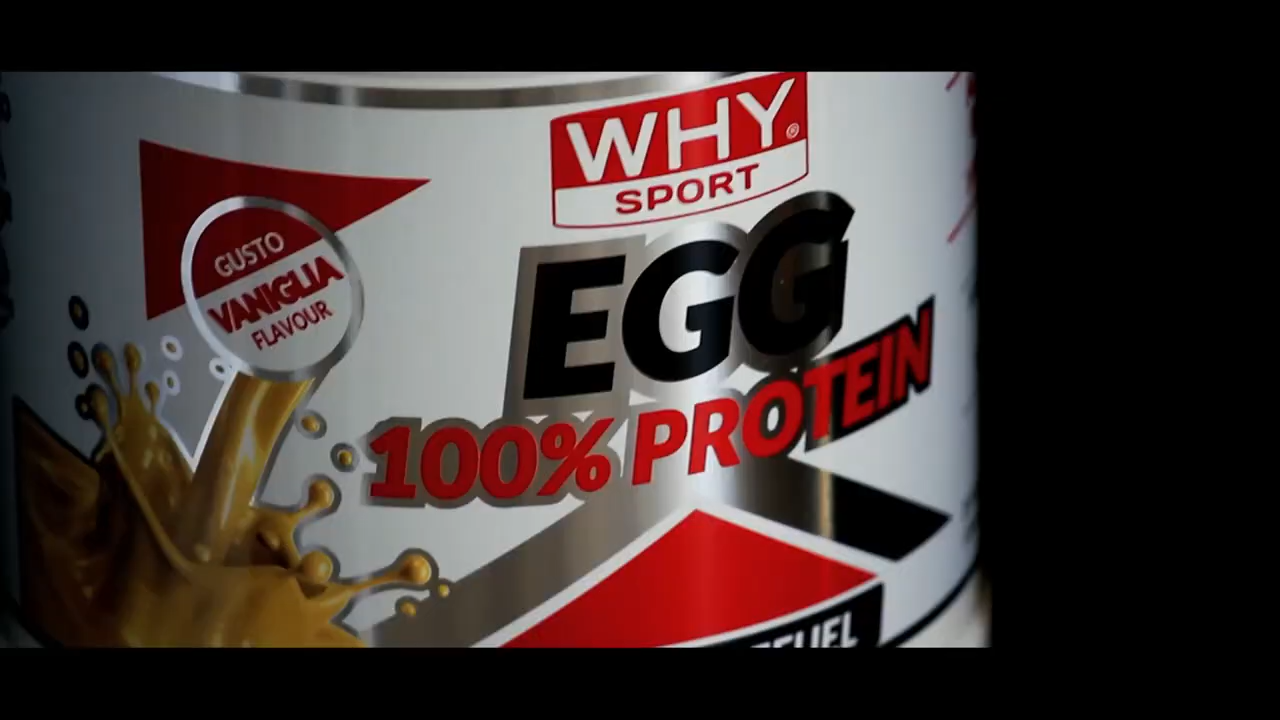 WHY®
SPORT
EGG
100% PROTEIN
GUSTO
VANIGLIA
FLAVOUR